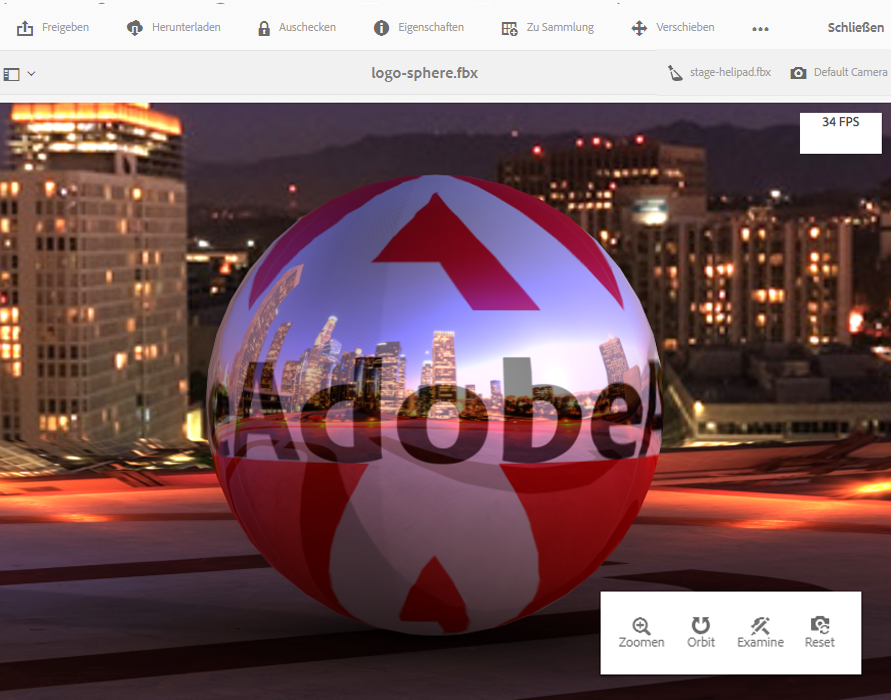 Freigeben Herunterladen Auschecken Eigenschaften Zu Sammlung Verschieben Schließen
logo-sphere.fbx stage-helipad.fbx Default Camera
34 FPS
Adobe
Zoomen Orbit Examine Reset